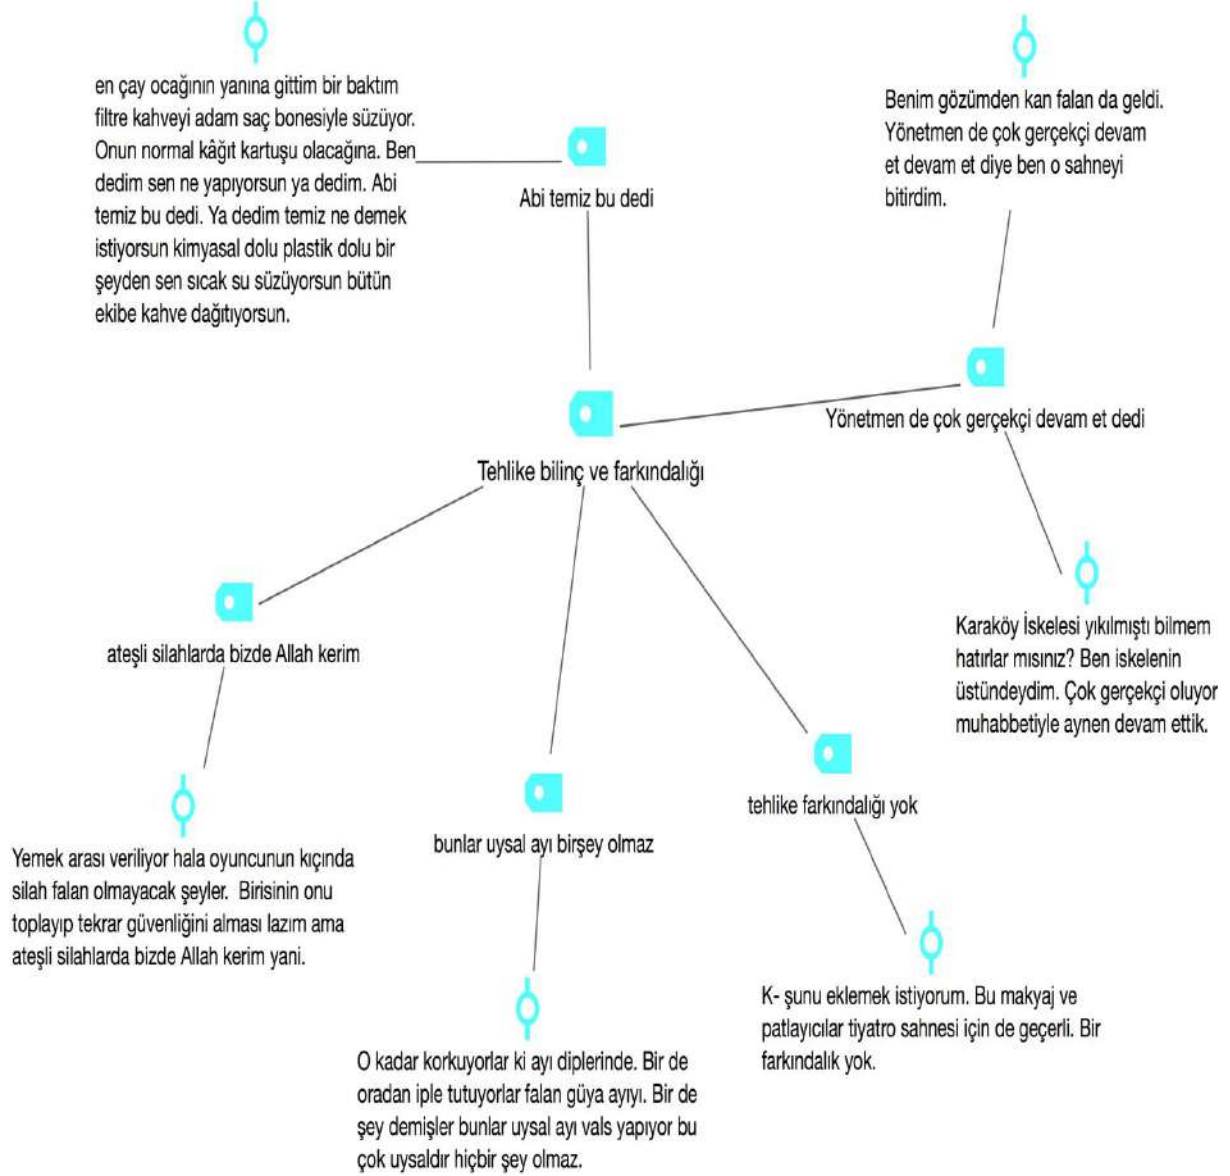 en çay ocağının yanına gittim bir baktım
filtre kahveyi adam saç bonesiyle süzüyor.
Onun normal kâğıt kartuşu olacağına. Ben
dedim sen ne yapıyorsun ya dedim. Abi
temiz bu dedi. Ya dedim temiz ne demek
istiyorsun kimyasal dolu plastik dolu bir
şeyden sen sıcak su süzüyorsun bütün
ekibe kahve dağıtıyorsun.
Abi temiz bu dedi
Benim gözümden kan falan da geldi.
Yönetmen de çok gerçekçi devam
et devam et diye ben o sahneyi
bitirdim.
Yönetmen de çok gerçekçi devam et dedi
Tehlike bilinç ve farkındalığı
Karaköy İskelesi yıkılmıştı bilmem
hatırlar mısınız? Ben iskelenin
üstündeydim. Çok gerçekçi oluyor
muhabbetiyle aynen devam ettik.
ateşli silahlarda bizde Allah kerim
bunlar uysal ayı birşey olmaz
tehlike farkındalığı yok
Yemek arası veriliyor hala oyuncunun kıçında
silah falan olmayacak şeyler.  Birisinin onu
toplayıp tekrar güvenliğini alması lazım ama
ateşli silahlarda bizde Allah kerim yani.
K- şunu eklemek istiyorum. Bu makyaj ve
patlayıcılar tiyatro sahnesi için de geçerli. Bir
farkındalık yok.
O kadar korkuyorlar ki ayı diplerinde. Bir de
oradan iple tutuyorlar falan güya ayıyı. Bir de
şey demişler bunlar uysal ayı vals yapıyor bu
çok uysaldır hiçbir şey olmaz.